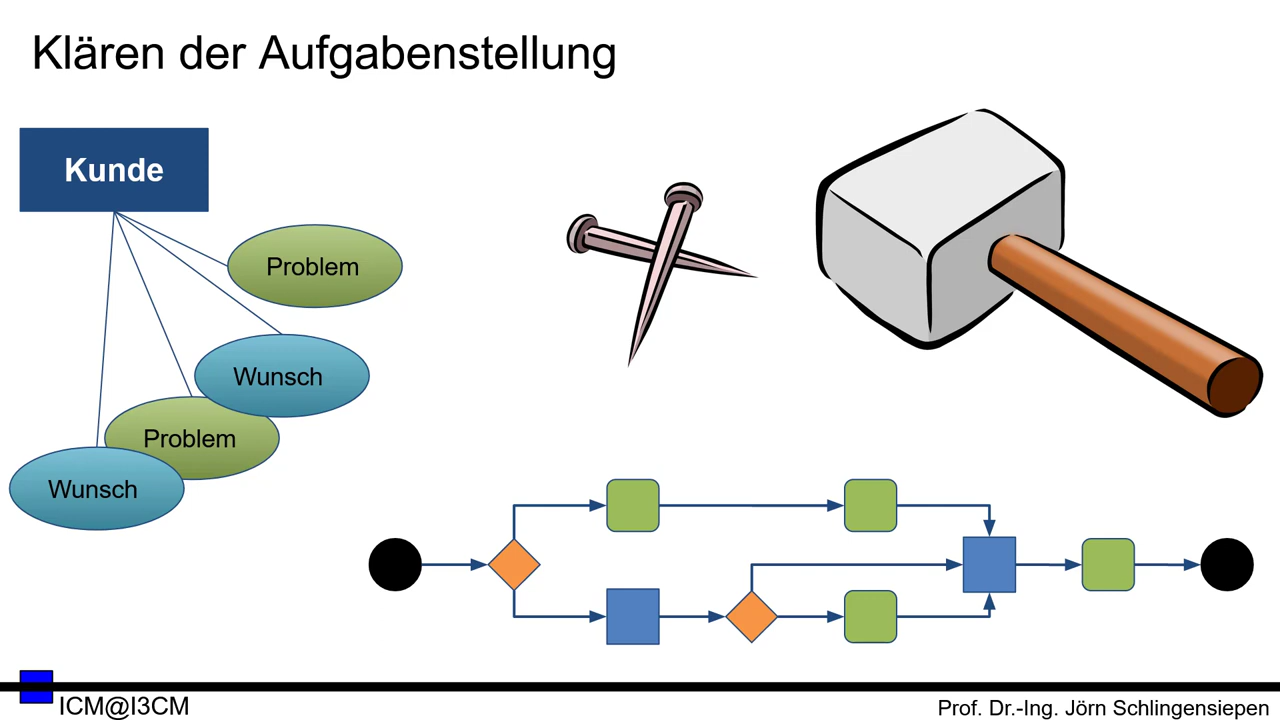 Klären der Aufgabenstellung
Kunde
Problem
Wunsch
Problem
Wunsch
ICM@I3CM
Prof. Dr.-Ing. Jörn Schlingensiepen